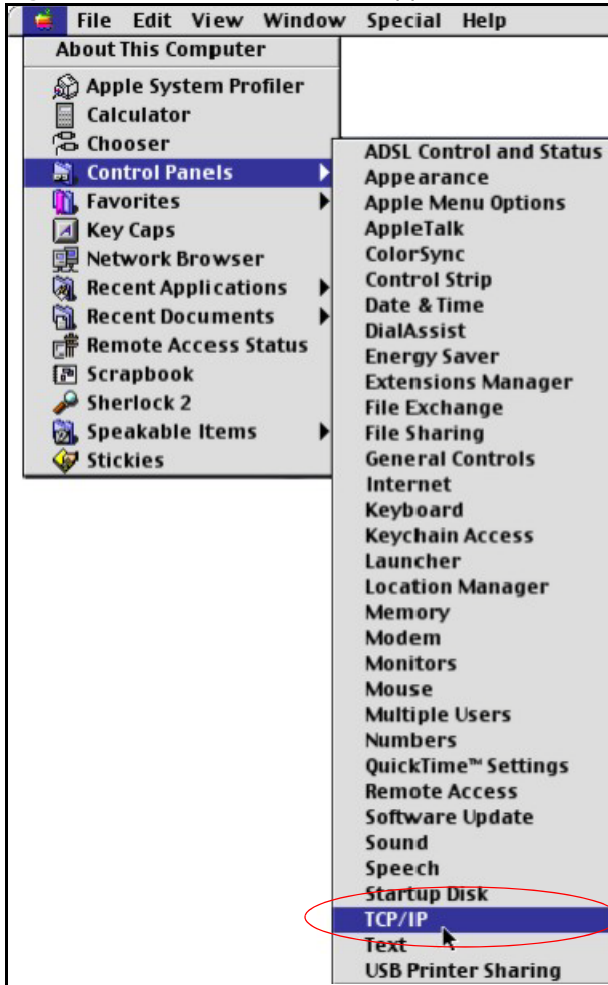 File Edit View Window Special Help
About This Computer
Apple System Profiler
Calculator
Chooser
Control Panels
Favorites
Key Caps
Network Browser
Recent Applications
Recent Documents
Remote Access Status
Scrapbook
Sherlock 2
Speakable Items
Stickies
ADSL Control and Status
Appearance
Apple Menu Options
AppleTalk
ColorSync
Control Strip
Date & Time
DialAssist
Energy Saver
Extensions Manager
File Exchange
File Sharing
General Controls
Internet
Keyboard
Keychain Access
Launcher
Location Manager
Memory
Modem
Monitors
Mouse
Multiple Users
Numbers
QuickTime™ Settings
Remote Access
Software Update
Sound
Speech
Startup Disk
TCP/IP
Text
USB Printer Sharing